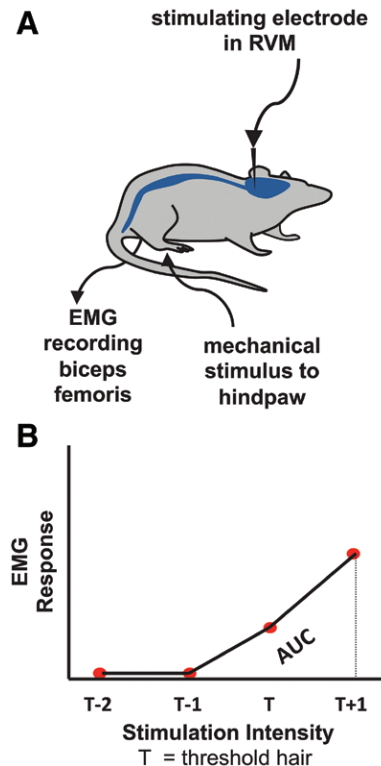 A
stimulating electrode
in RVM
EMG
recording
biceps
femoris
mechanical
stimulus to
hindpaw
B
EMG
Response
AUC
T-2 T-1 T T+1
Stimulation Intensity
T = threshold hair